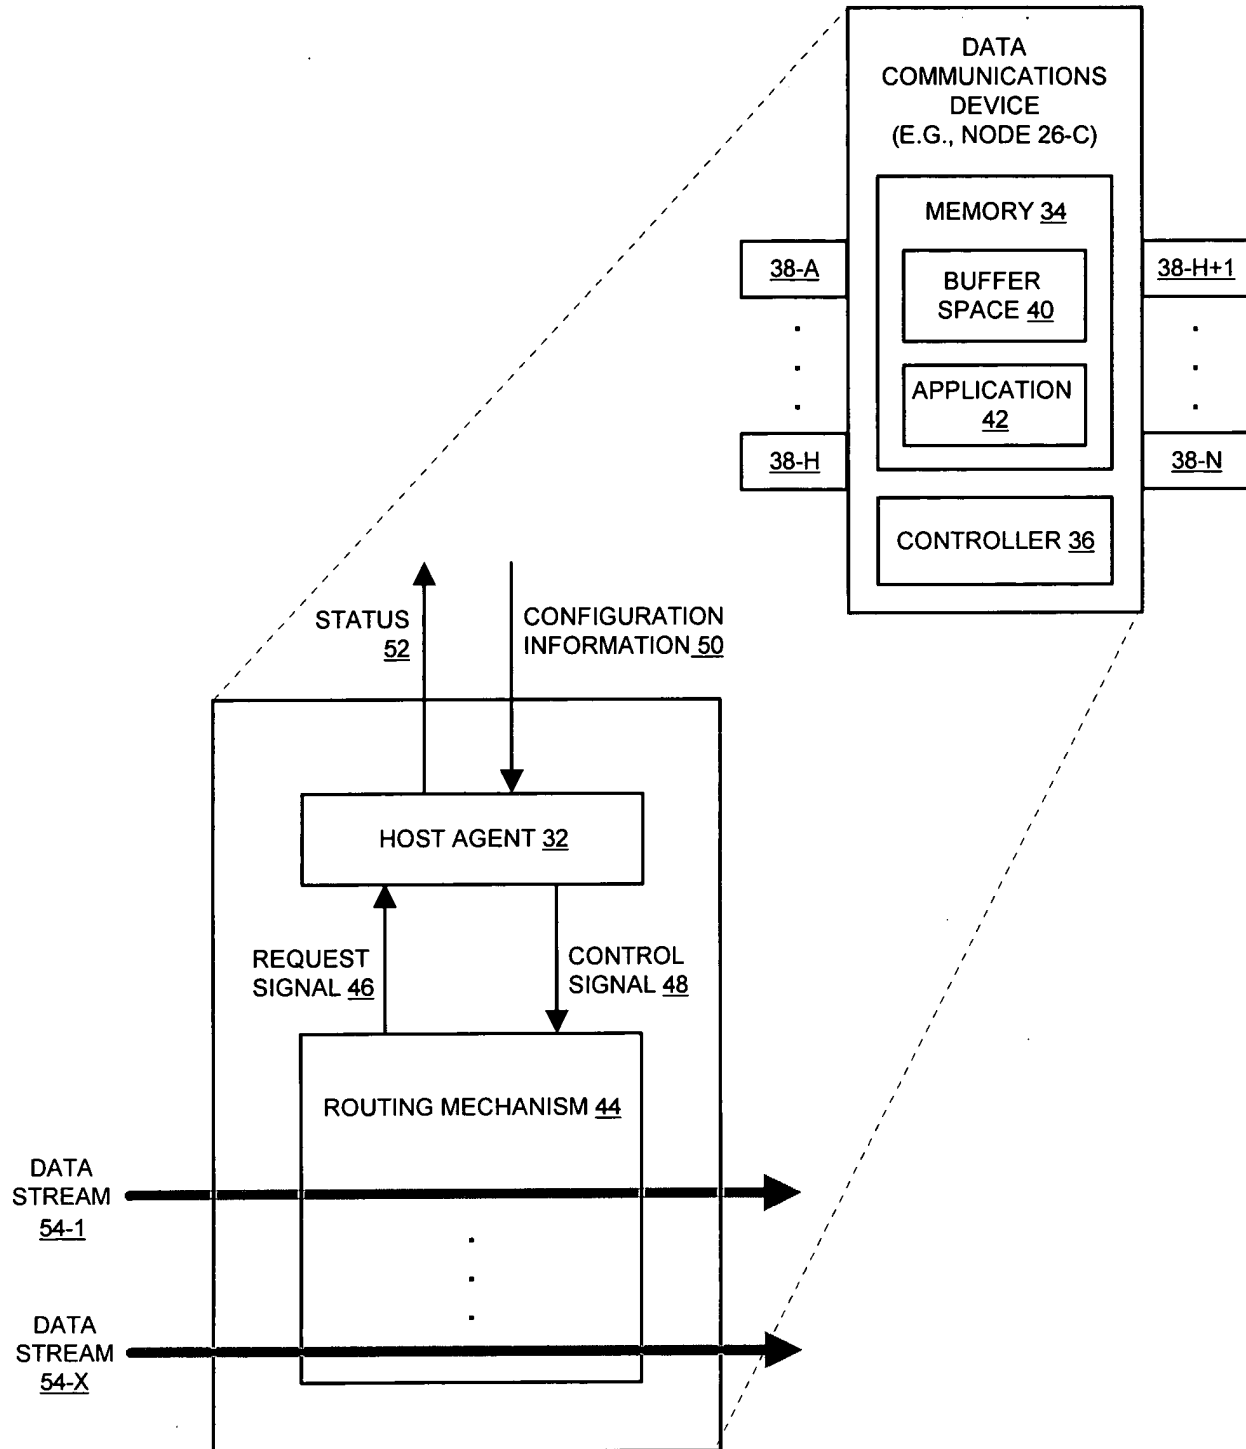 DATA
COMMUNICATIONS
DEVICE
(E.G., NODE 26-C)
MEMORY 34
38-A
38-H+1
BUFFER
SPACE 40
APPLICATION
42
38-H
38-N
CONTROLLER 36
STATUS
52
CONFIGURATION
INFORMATION 50
HOST AGENT 32
REQUEST
SIGNAL 46
CONTROL
SIGNAL 48
ROUTING MECHANISM 44
DATA
STREAM
54-1
DATA
STREAM
54-X